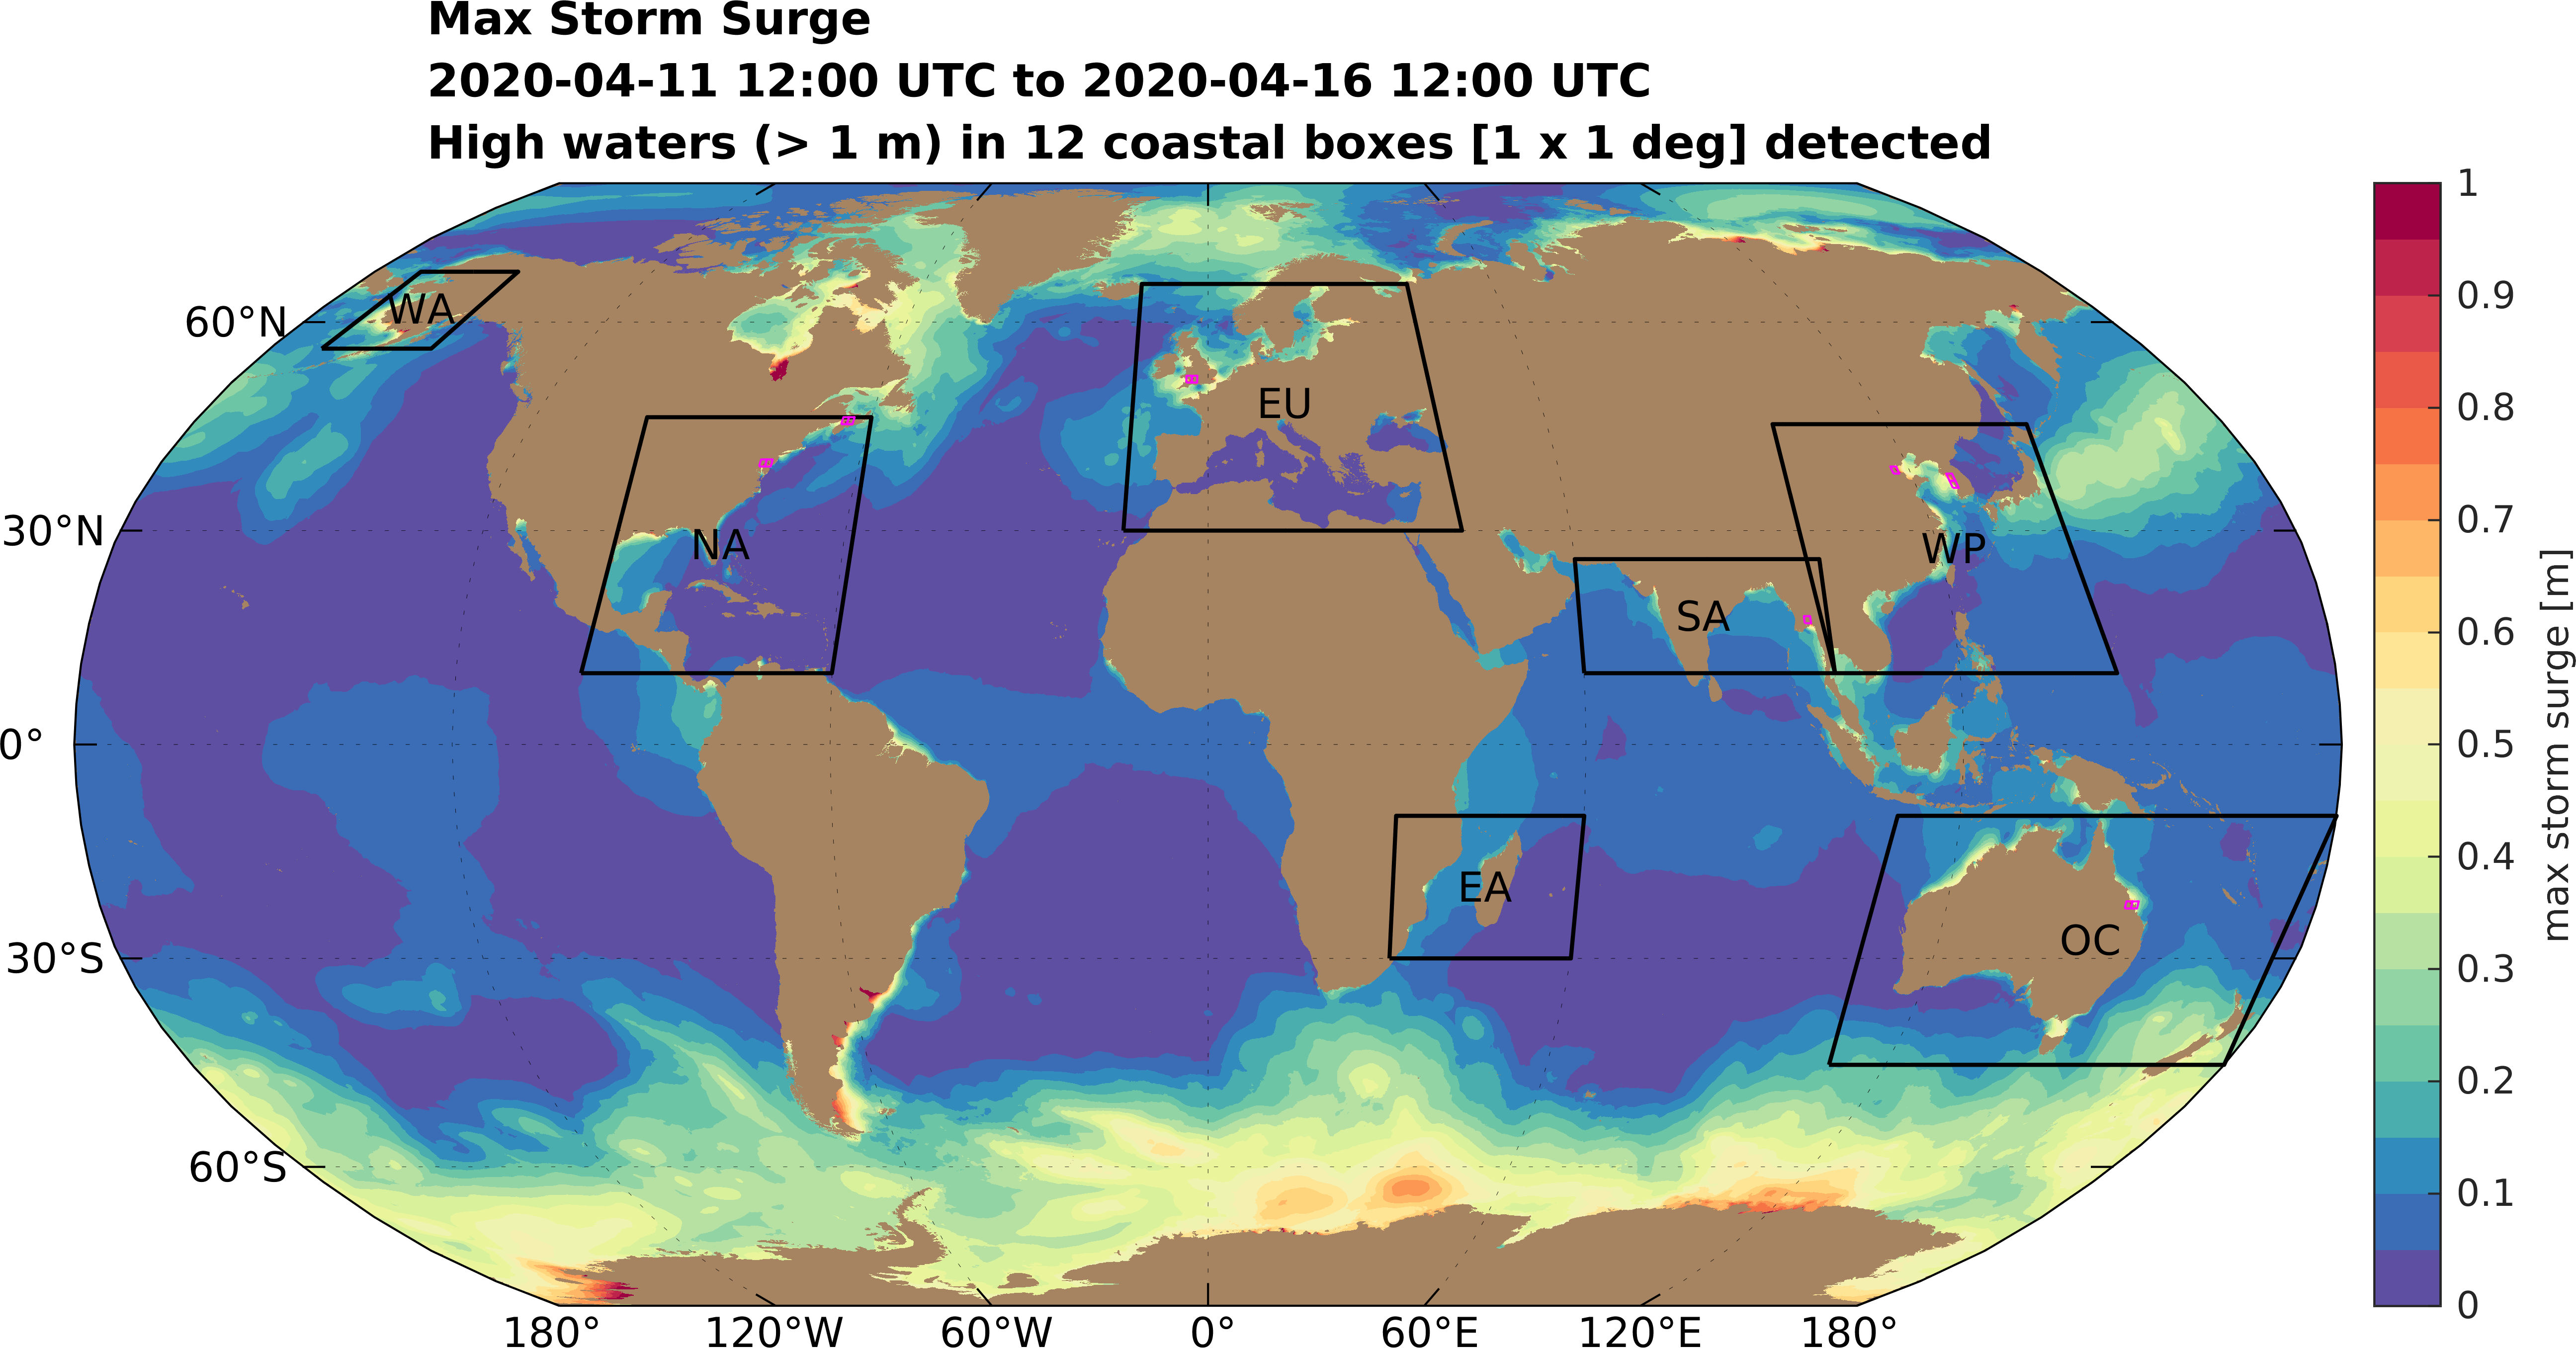 Max Storm Surge
2020-04-11 12:00 UTC to 2020-04-16 12:00 UTC
High waters (> 1 m) in 12 coastal boxes [1 x 1 deg] detected
60°N
30°N
0°
30°S
60°S
WA
NA
EU
SA
WP
EA
OC
180°
120°W
60°W
0°
60°E
120°E
180°
1
0.9
0.8
0.7
0.6
0.5
0.4
0.3
0.2
0.1
0
max storm surge [m]